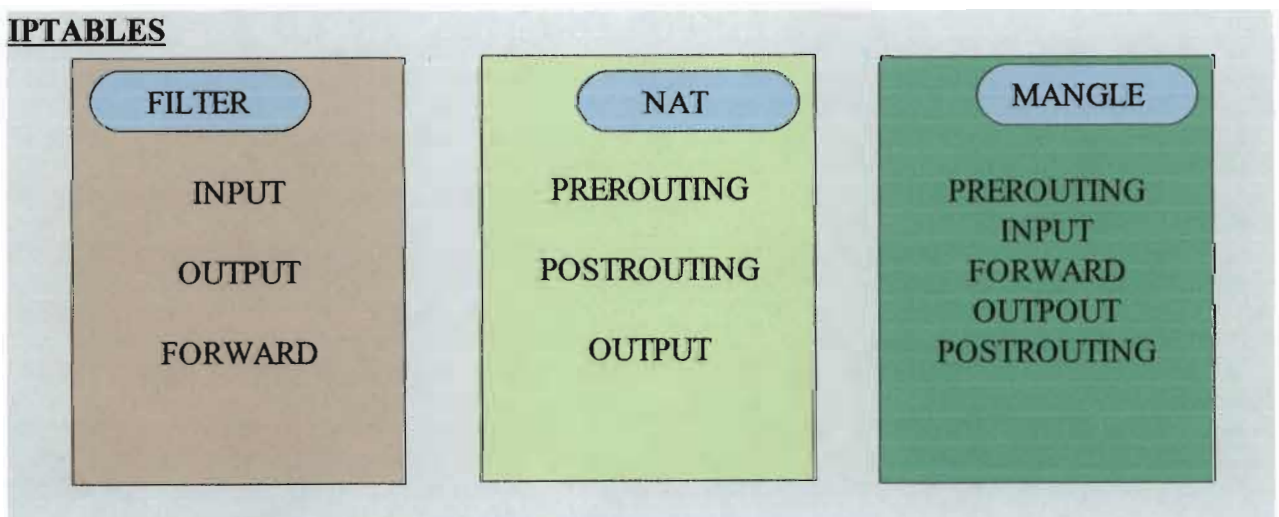 IPTABLES
FILTER
INPUT
OUTPUT
FORWARD
NAT
PREROUTING
POSTROUTING
OUTPUT
MANGLE
PREROUTING
INPUT
FORWARD
OUTPOUT
POSTROUTING